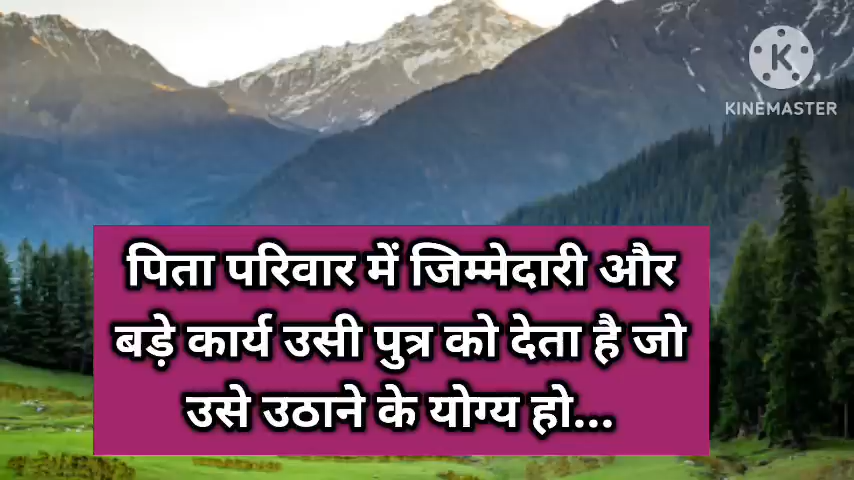 KINEMASTER
पिता परिवार में जिम्मेदारी और
बड़े कार्य उसी पुत्र को देता है जो
उसे उठाने के योग्य हो...